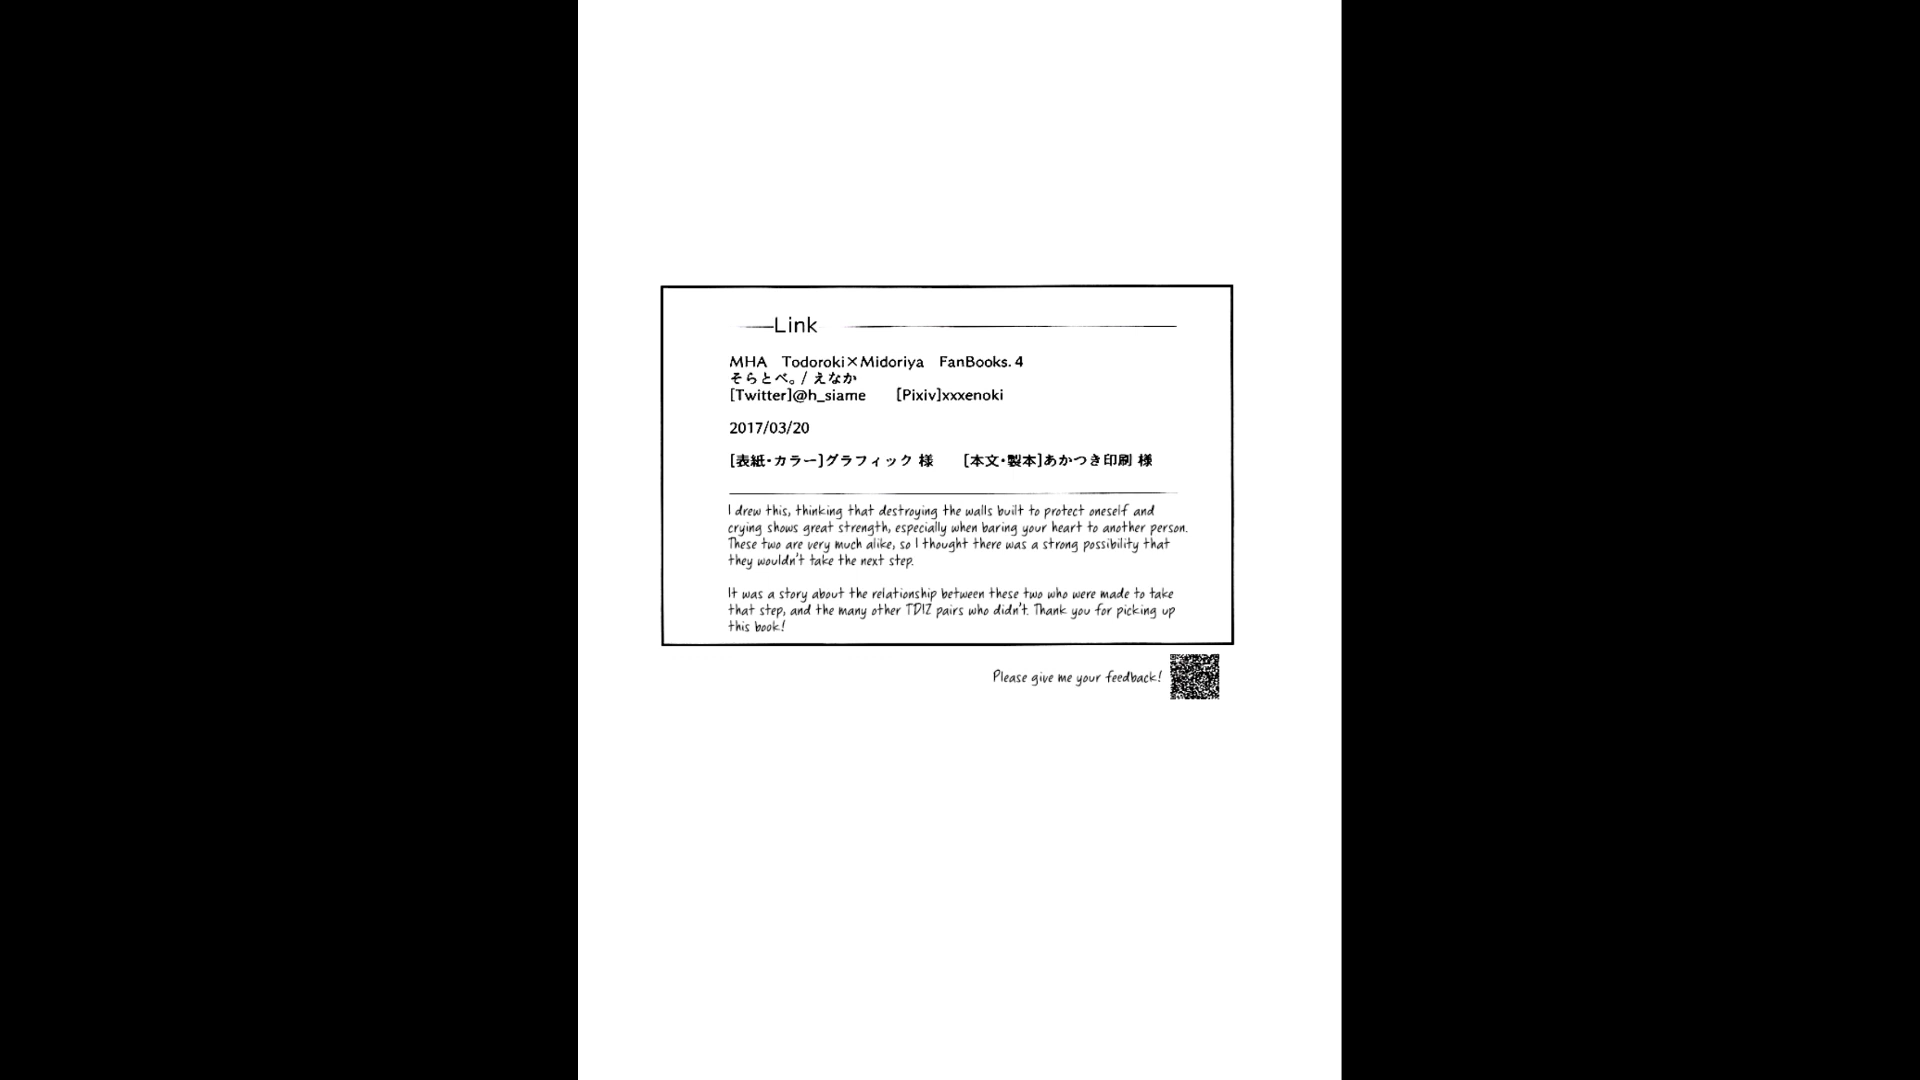 Link
MHA　Todoroki×Midoriya　FanBooks. 4
そらとべ。/ えなか
[Twitter]@h_siame　　[Pixiv]xxxenoki
2017/03/20
[表紙・カラー]グラフィック 様　　[本文・製本]あかつき印刷 様
I drew this, thinking that destroying the walls built to protect oneself and
crying shows great strength, especially when baring your heart to another person.
These two are very much alike, so I thought there was a strong possibility that
they wouldn't take the next step.
It was a story about the relationship between these two who were made to take
that step, and the many other TDIZ pairs who didn't. Thank you for picking up
this book!
Please give me your feedback!